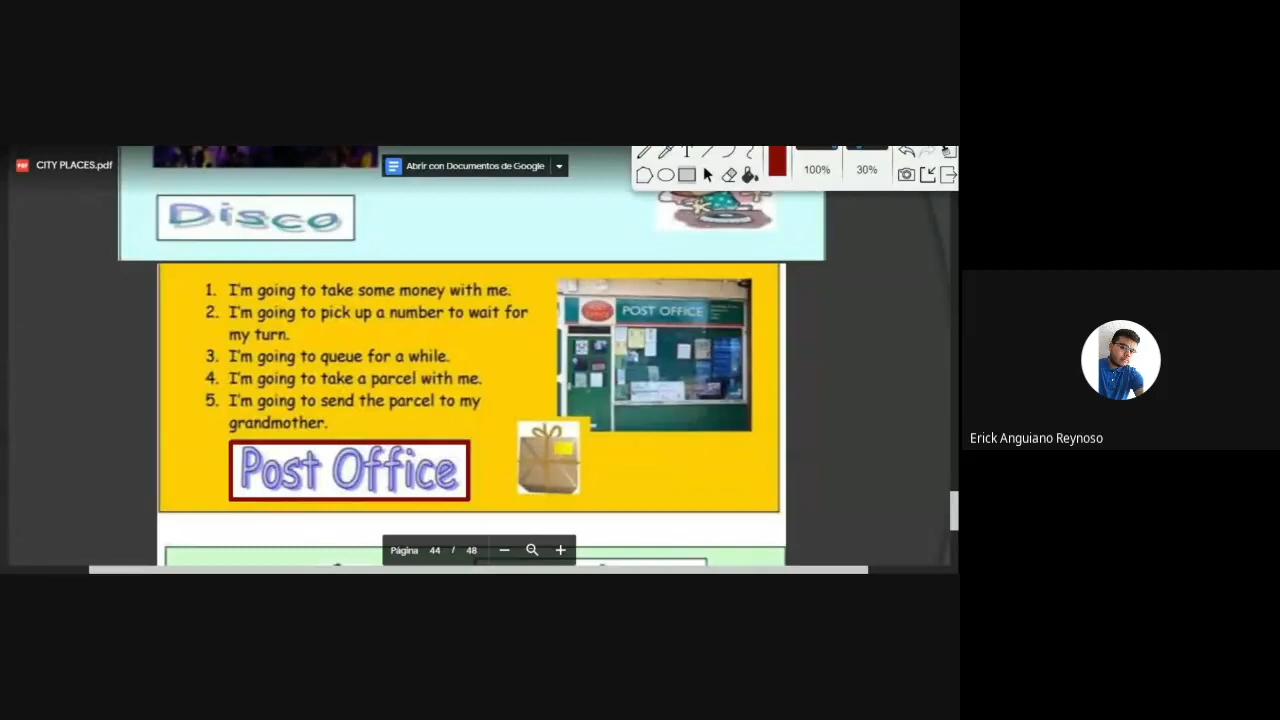 CITY PLACES.pdf
Abrir con Documentos de Google
100%
30%
Disco
1. I'm going to take some money with me.
2. I'm going to pick up a number to wait for
my turn.
3. I'm going to queue for a while.
4. I'm going to take a parcel with me.
5. I'm going to send the parcel to my
grandmother.
POST OFFICE
Post Office
Página 44 / 48
Erick Anguiano Reynoso